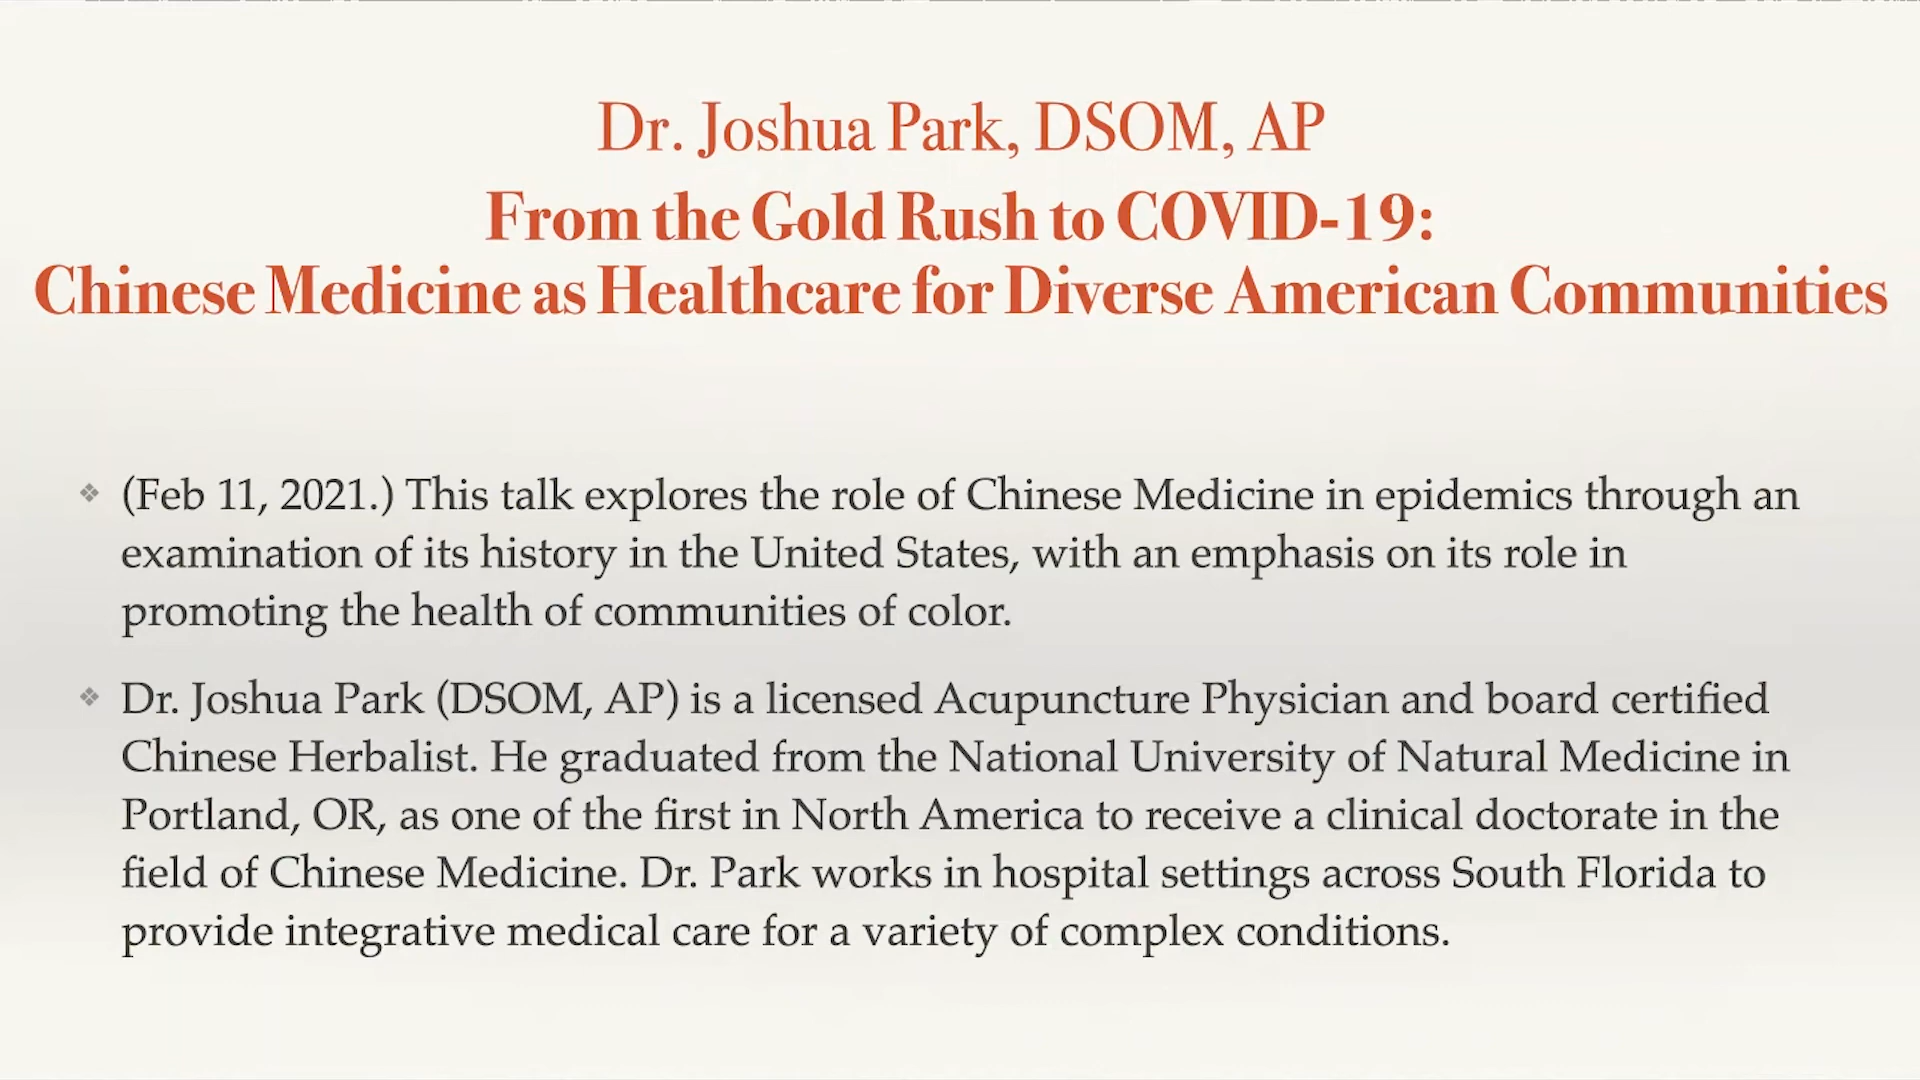 Dr. Joshua Park, DSOM, AP
From the Gold Rush to COVID-19:
Chinese Medicine as Healthcare for Diverse American Communities
❖ (Feb 11, 2021.) This talk explores the role of Chinese Medicine in epidemics through an
examination of its history in the United States, with an emphasis on its role in
promoting the health of communities of color.
❖ Dr. Joshua Park (DSOM, AP) is a licensed Acupuncture Physician and board certified
Chinese Herbalist. He graduated from the National University of Natural Medicine in
Portland, OR, as one of the first in North America to receive a clinical doctorate in the
field of Chinese Medicine. Dr. Park works in hospital settings across South Florida to
provide integrative medical care for a variety of complex conditions.